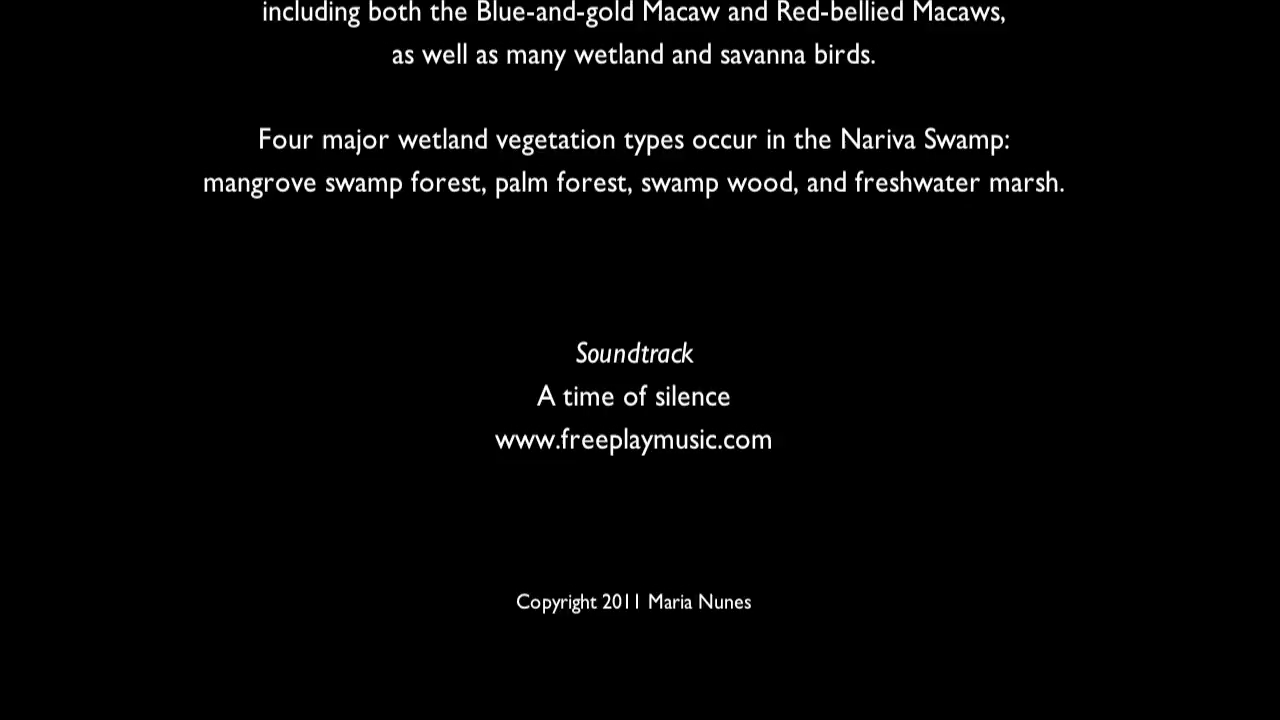 including both the Blue-and-gold Macaw and Red-bellied Macaws,
as well as many wetland and savanna birds.
Four major wetland vegetation types occur in the Nariva Swamp:
mangrove swamp forest, palm forest, swamp wood, and freshwater marsh.
Soundtrack
A time of silence
www.freeplaymusic.com
Copyright 2011 Maria Nunes